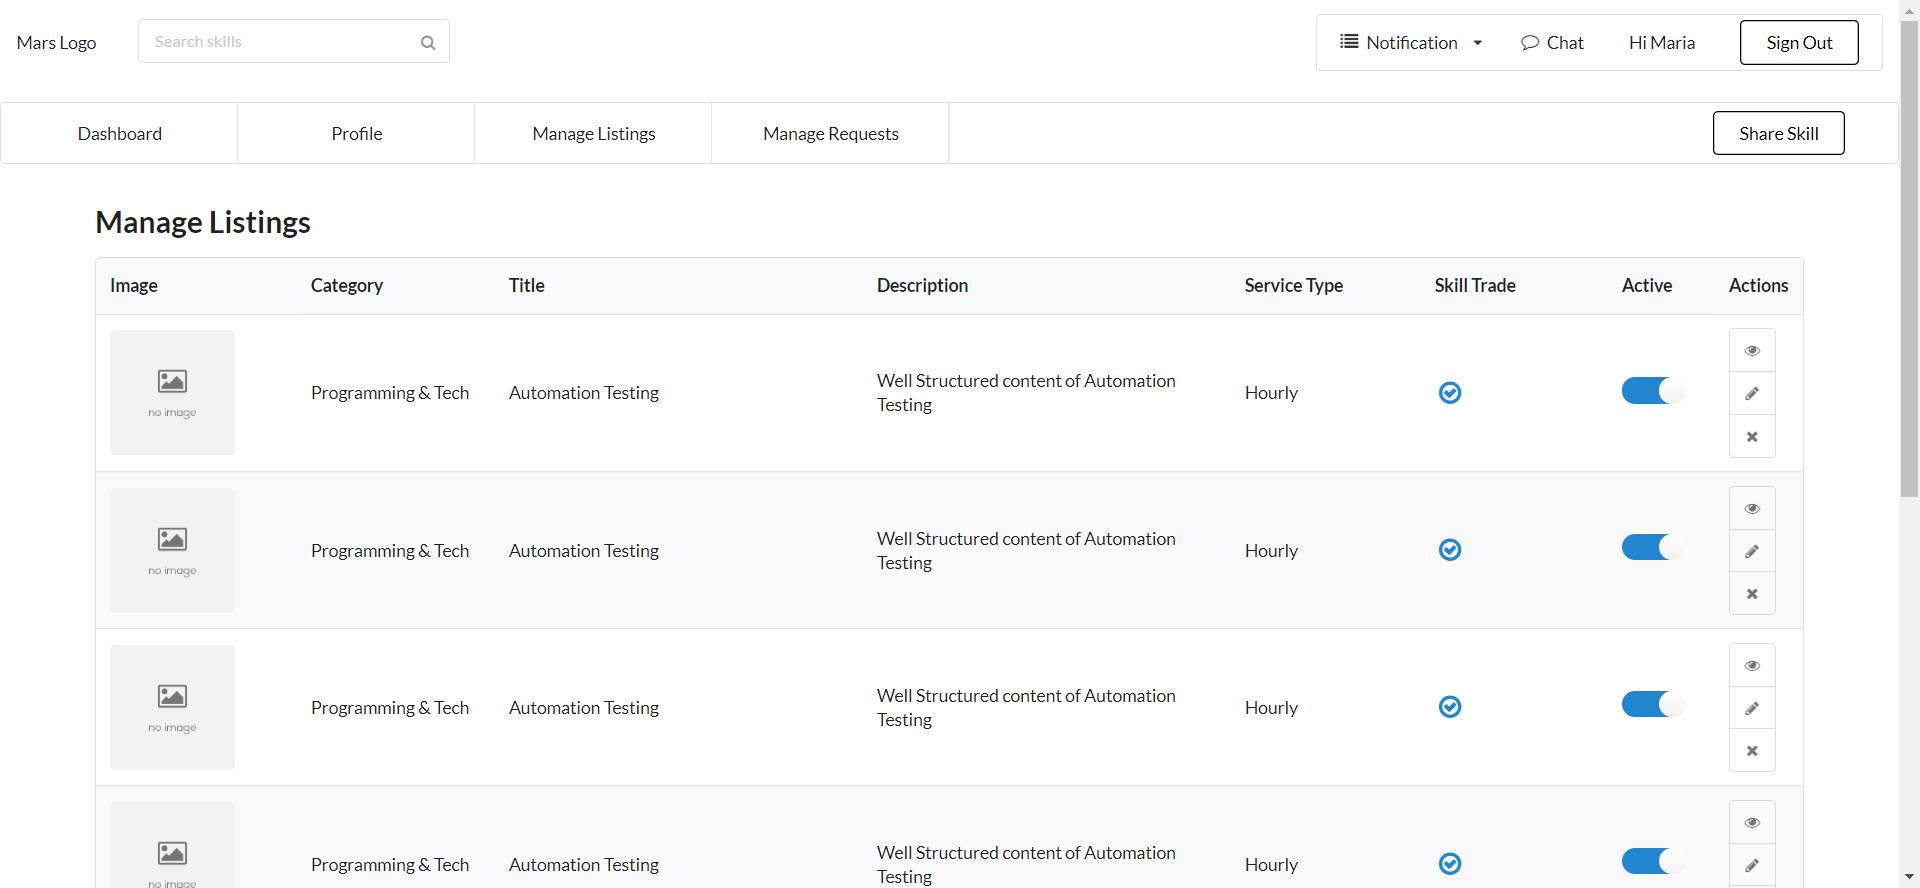 Mars Logo
Search skills
Notification
Chat
Hi Maria
Sign Out
Dashboard
Profile
Manage Listings
Manage Requests
Share Skill
Manage Listings
Image Category Title Description Service Type Skill Trade Active Actions
no image
Programming & Tech
Automation Testing
Well Structured content of Automation
Testing
Hourly
no image
Programming & Tech
Automation Testing
Well Structured content of Automation
Testing
Hourly
no image
Programming & Tech
Automation Testing
Well Structured content of Automation
Testing
Hourly
no image
Programming & Tech
Automation Testing
Well Structured content of Automation
Testing
Hourly